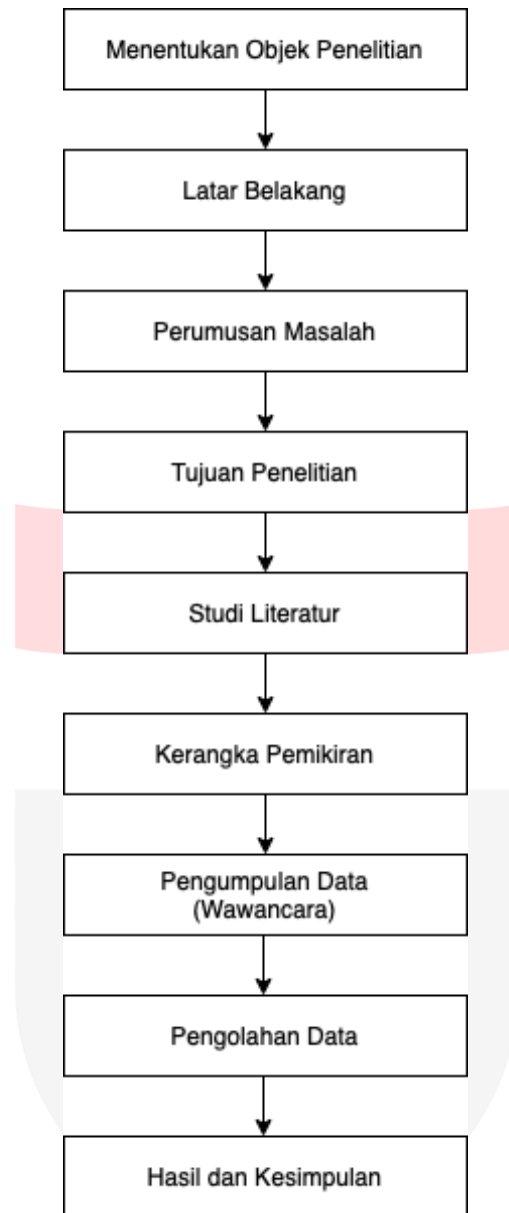 Menentukan Objek Penelitian
Latar Belakang
Perumusan Masalah
Tujuan Penelitian
Studi Literatur
Kerangka Pemikiran
Pengumpulan Data
(Wawancara)
Pengolahan Data
Hasil dan Kesimpulan